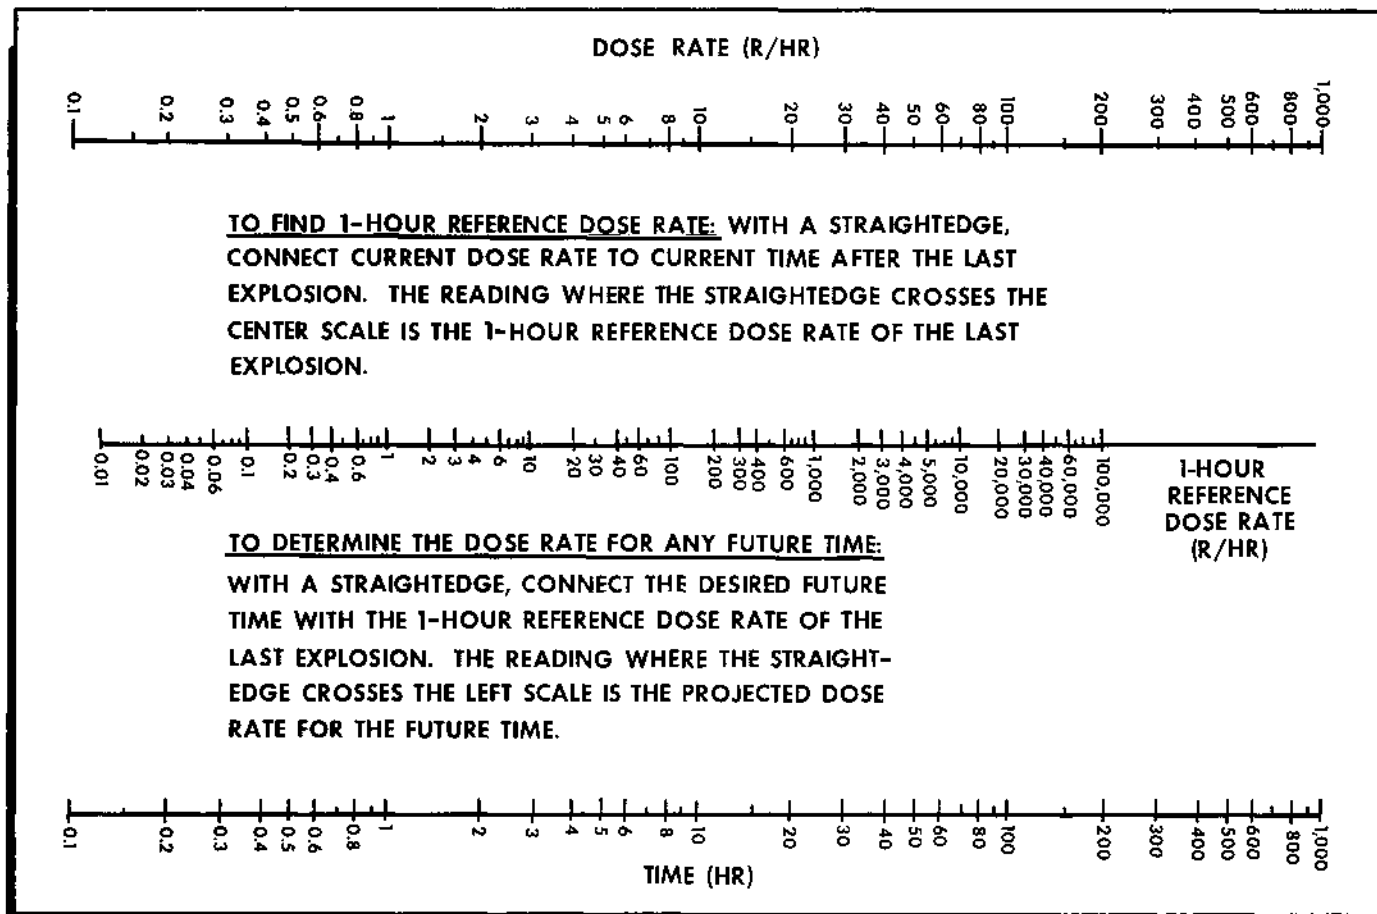 DOSE RATE (R/HR)
0.1 0.2 0.3 0.4 0.5 0.6 0.8 1 2 3 4 5 6 8 10 20 30 40 50 60 80 100 200 300 400 500 600 800 1,000
TO FIND 1-HOUR REFERENCE DOSE RATE: WITH A STRAIGHTEDGE,
CONNECT CURRENT DOSE RATE TO CURRENT TIME AFTER THE LAST
EXPLOSION. THE READING WHERE THE STRAIGHTEDGE CROSSES THE
CENTER SCALE IS THE 1-HOUR REFERENCE DOSE RATE OF THE LAST
EXPLOSION.
0.01 0.02 0.03 0.04 0.06 0.1 0.2 0.3 0.4 0.6 1 2 3 4 6 10 20 30 40 60 100 200 300 400 600 1,000 2,000 3,000 4,000 5,000 10,000 20,000 30,000 40,000 60,000 100,000
1-HOUR
REFERENCE
DOSE RATE
(R/HR)
TO DETERMINE THE DOSE RATE FOR ANY FUTURE TIME:
WITH A STRAIGHTEDGE, CONNECT THE DESIRED FUTURE
TIME WITH THE 1-HOUR REFERENCE DOSE RATE OF THE
LAST EXPLOSION. THE READING WHERE THE STRAIGHT-
EDGE CROSSES THE LEFT SCALE IS THE PROJECTED DOSE
RATE FOR THE FUTURE TIME.
0.1 0.2 0.3 0.4 0.5 0.6 0.8 1 2 3 4 5 6 8 10 20 30 40 50 60 80 100 200 300 400 500 600 800 1,000
TIME (HR)